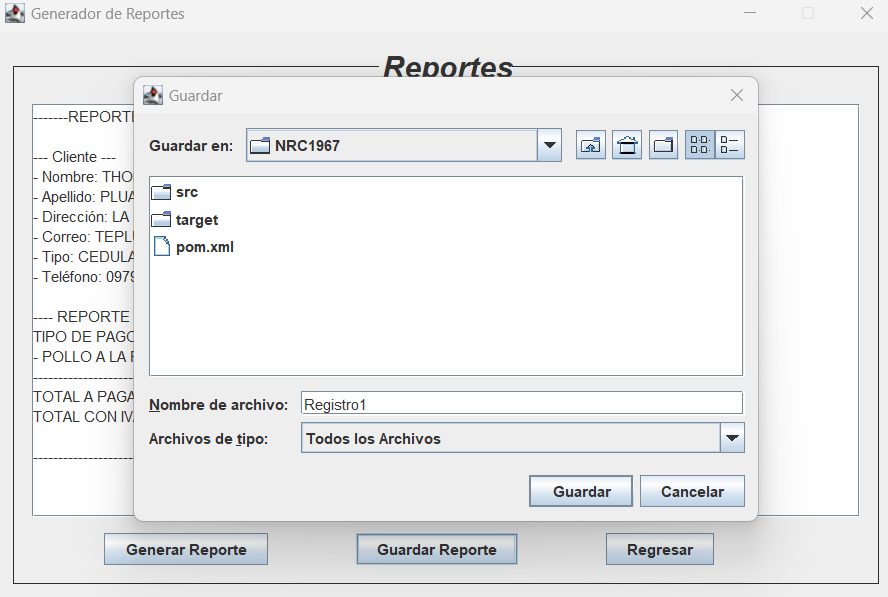 Generador de Reportes
Reportes
-------REPORTE
--- Cliente ---
- Nombre: THO
- Apellido: PLUA
- Dirección: LA
- Correo: TEPLU
- Tipo: CEDULA
- Teléfono: 0979
---- REPORTE
TIPO DE PAGO
- POLLO A LA
TOTAL A PAGA
TOTAL CON IV
Guardar
Guardar en: NRC1967
src
target
pom.xml
Nombre de archivo: Registro1
Archivos de tipo: Todos los Archivos
Guardar Cancelar
Generar Reporte Guardar Reporte Regresar